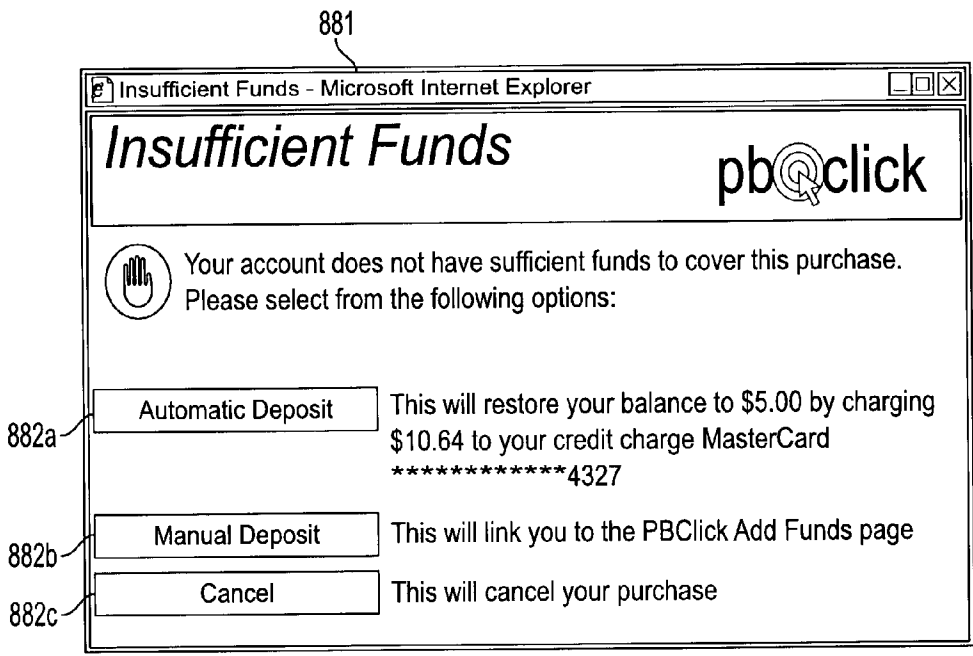 881
Insufficient Funds - Microsoft Internet Explorer
Insufficient Funds
pb click
Your account does not have sufficient funds to cover this purchase.
Please select from the following options:
882a
Automatic Deposit
This will restore your balance to $5.00 by charging
$10.64 to your credit charge MasterCard
************4327
882b
Manual Deposit
This will link you to the PBClick Add Funds page
882c
Cancel
This will cancel your purchase